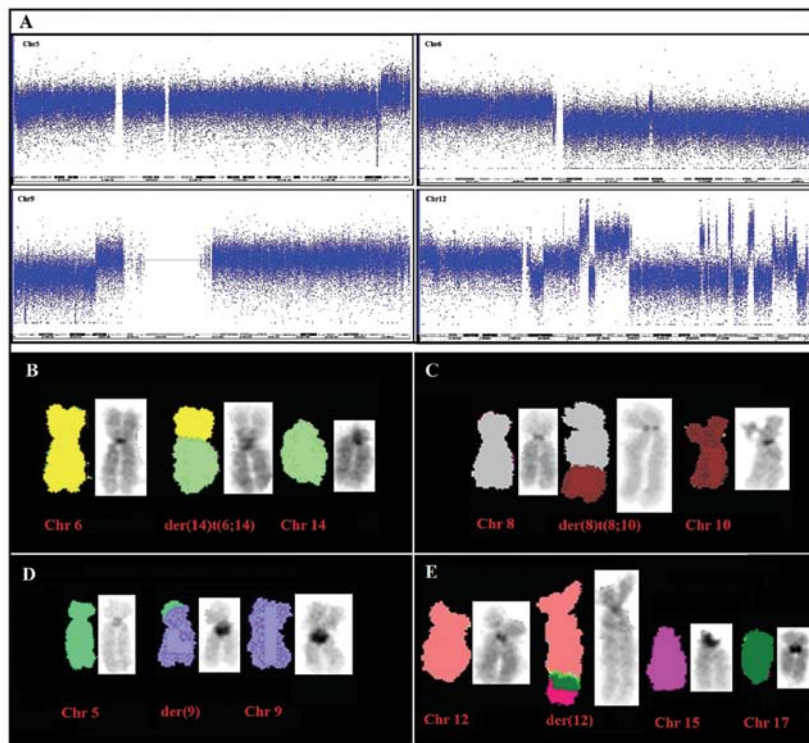 A
Chr5
Chr6
Chr9
Chr12
B
Chr 6
der(14)t(6;14)
Chr 14
C
Chr 8
der(8)t(8;10)
Chr 10
D
Chr 5
der(9)
Chr 9
E
Chr 12
der(12)
Chr 15
Chr 17